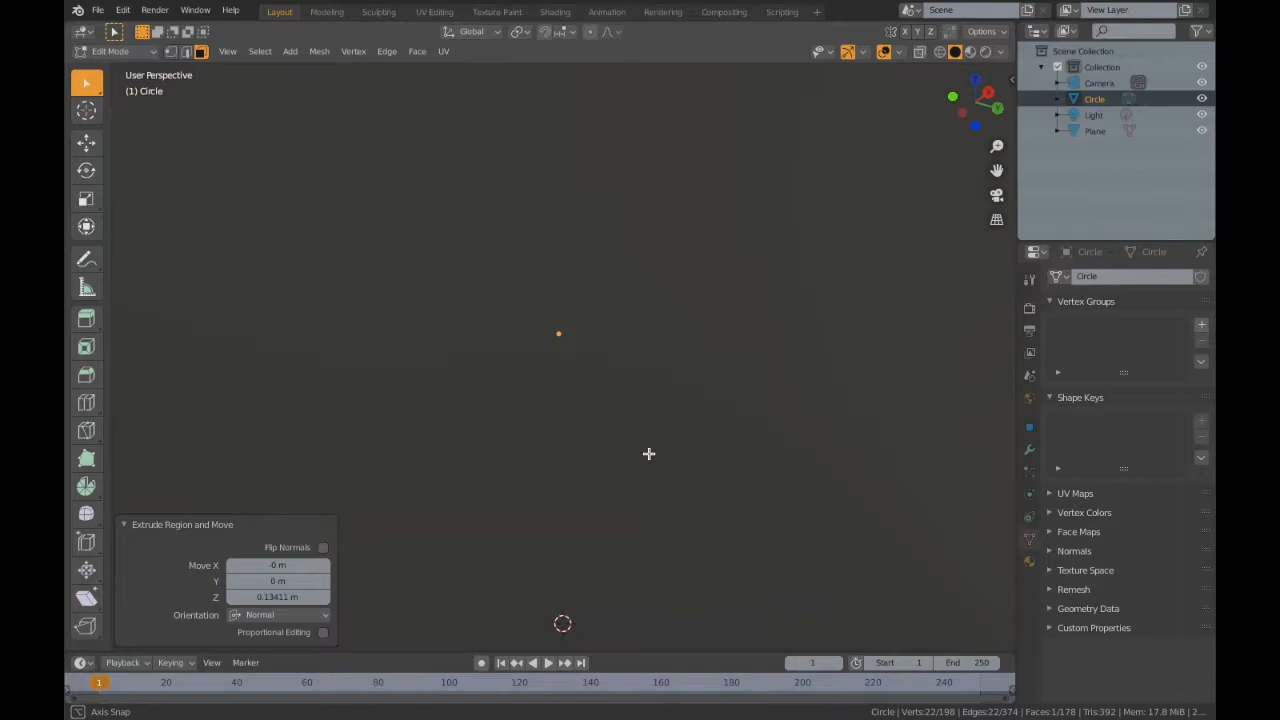 File Edit Render Window Help
Layout Modeling Sculpting UV Editing Texture Paint Shading Animation Rendering Compositing Scripting +
Scene
View Layer
Global
Options
X Y Z
Edit Mode
View Select Add Mesh Vertex Edge Face UV
User Perspective
(1) Circle
Scene Collection
Collection
Camera
Circle
Light
Plane
Circle Circle
Circle
Vertex Groups
Shape Keys
UV Maps
Vertex Colors
Face Maps
Normals
Texture Space
Remesh
Geometry Data
Custom Properties
Extrude Region and Move
Flip Normals
Move X -0 m
Y 0 m
Z 0.13411 m
Orientation Normal
Proportional Editing
Playback Keying View Marker
1 Start 1 End 250
1 20 40 60 80 100 120 140 160 180 200 220 240
Axis Snap
Circle | Verts:22/198 | Edges:22/374 | Faces:1/178 | Tris:392 | Mem: 17.8 MiB | 2...